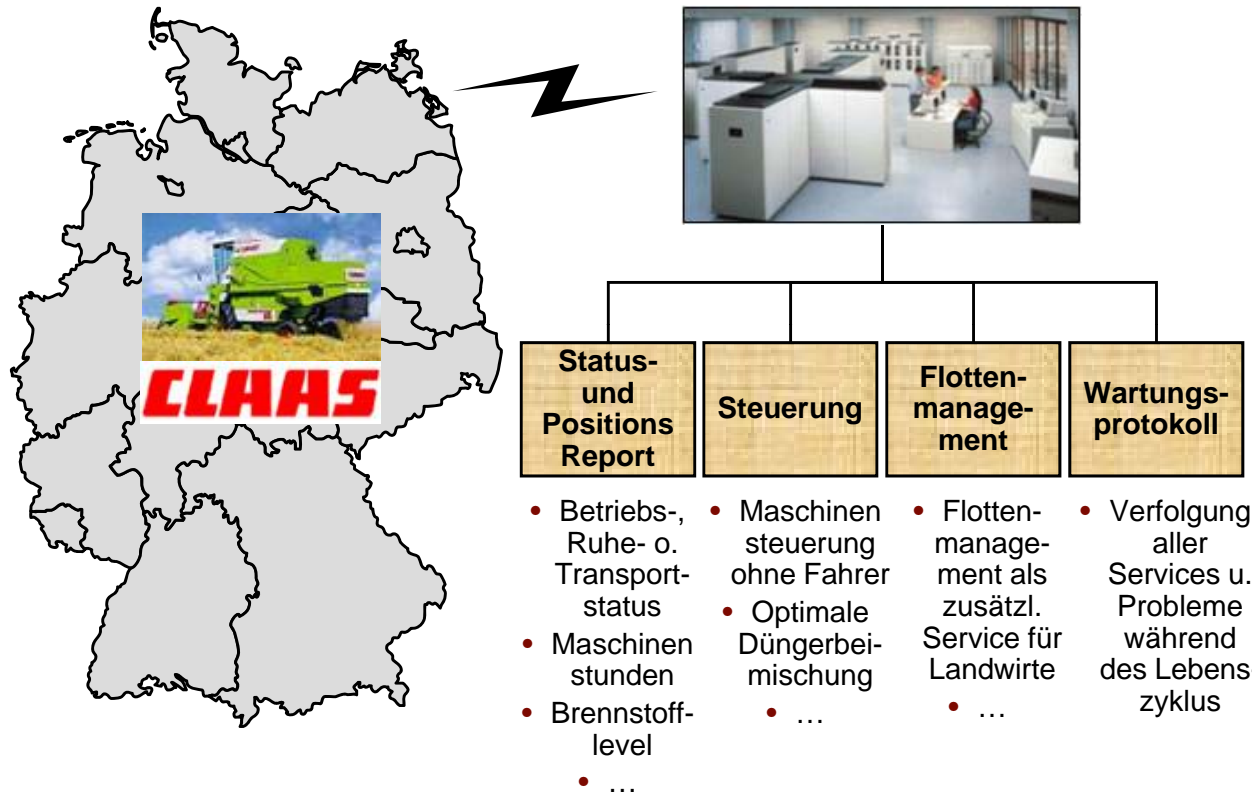 CLAAS
Status-
und
Positions
Report
Steuerung
Flotten-
manage-
ment
Wartungs-
protokoll
• Betriebs-,
Ruhe- o.
Transport-
status
• Maschinen
stunden
• Brennstoff-
level
• …
• Maschinen
steuerung
ohne Fahrer
• Optimale
Düngerbei-
mischung
• …
• Flotten-
manage-
ment als
zusätzl.
Service für
Landwirte
• …
• Verfolgung
aller
Services u.
Probleme
während
des Lebens-
zyklus